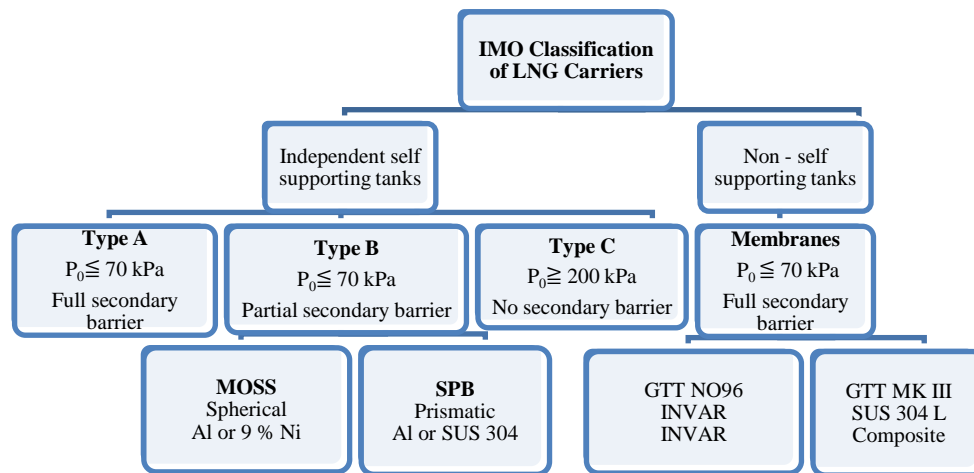 IMO Classification
of LNG Carriers
Independent self
supporting tanks
Non - self
supporting tanks
Type A
P₀≦ 70 kPa
Full secondary
barrier
Type B
P₀≦ 70 kPa
Partial secondary barrier
Type C
P₀≧ 200 kPa
No secondary barrier
Membranes
P₀≦ 70 kPa
Full secondary
barrier
MOSS
Spherical
Al or 9 % Ni
SPB
Prismatic
Al or SUS 304
GTT NO96
INVAR
INVAR
GTT MK III
SUS 304 L
Composite